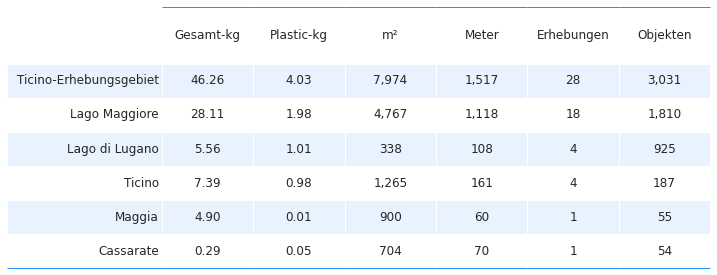 Gesamt-kg Plastic-kg m² Meter Erhebungen Objekten
Ticino-Erhebungsgebiet 46.26 4.03 7,974 1,517 28 3,031
Lago Maggiore 28.11 1.98 4,767 1,118 18 1,810
Lago di Lugano 5.56 1.01 338 108 4 925
Ticino 7.39 0.98 1,265 161 4 187
Maggia 4.90 0.01 900 60 1 55
Cassarate 0.29 0.05 704 70 1 54